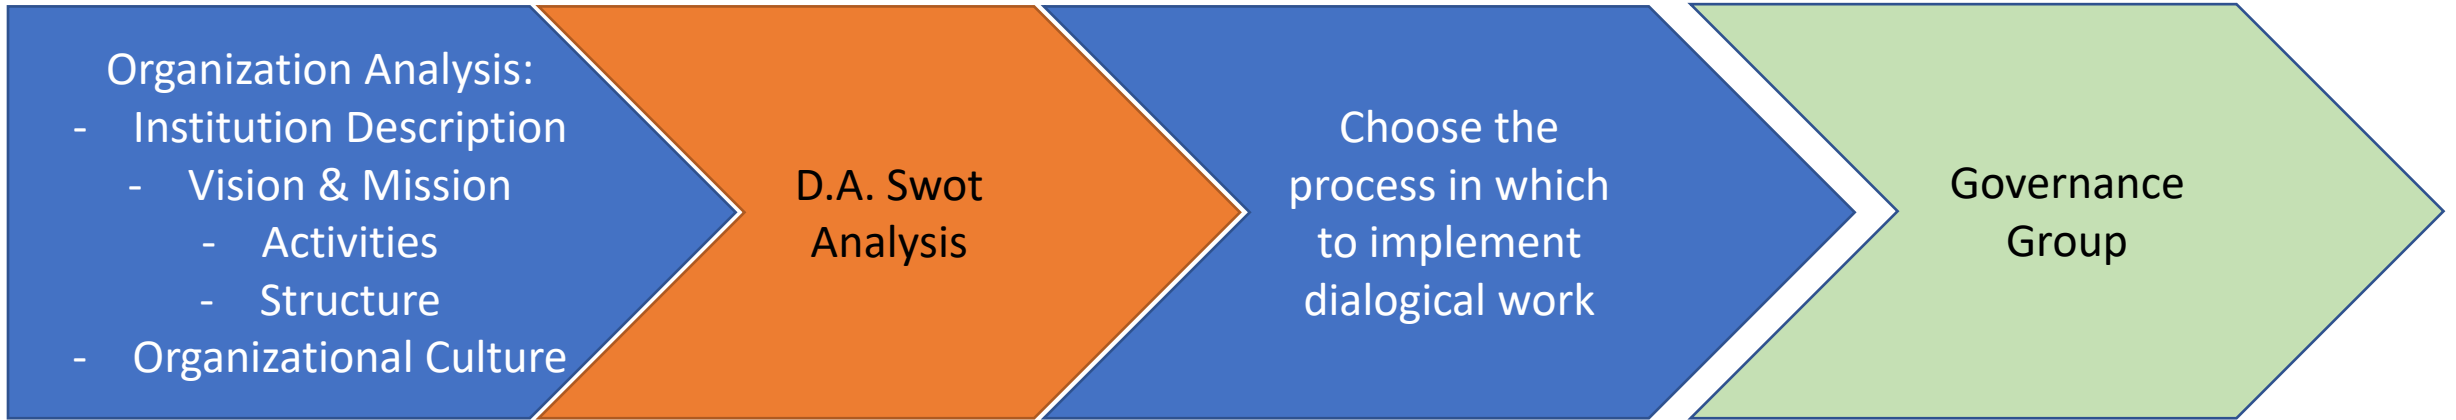 Organization Analysis:
- Institution Description
- Vision & Mission
- Activities
- Structure
- Organizational Culture
D.A. Swot
Analysis
Choose the
process in which
to implement
dialogical work
Governance
Group